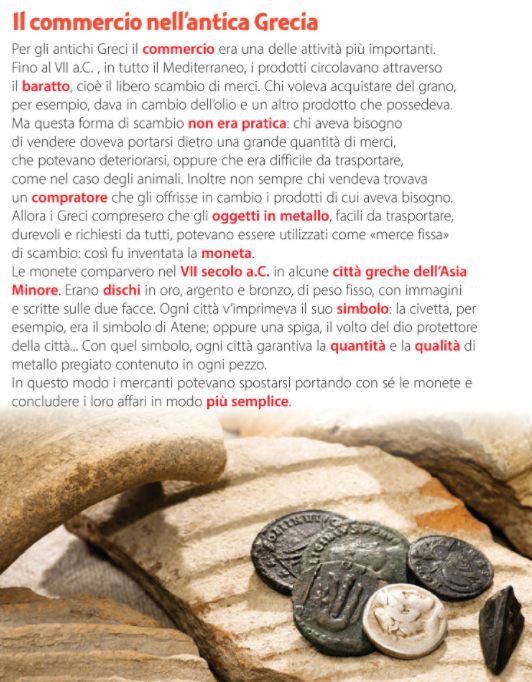 Il commercio nell'antica Grecia
Per gli antichi Greci il commercio era una delle attività più importanti.
Fino al VII a.C. , in tutto il Mediterraneo, i prodotti circolavano attraverso
il baratto, cioè il libero scambio di merci. Chi voleva acquistare del grano,
per esempio, dava in cambio dell'olio e un altro prodotto che possedeva.
Ma questa forma di scambio non era pratica: chi aveva bisogno
di vendere doveva portarsi dietro una grande quantità di merci,
che potevano deteriorarsi, oppure che era difficile da trasportare,
come nel caso degli animali. Inoltre non sempre chi vendeva trovava
un compratore che gli offrisse in cambio i prodotti di cui aveva bisogno.
Allora i Greci compresero che gli oggetti in metallo, facili da trasportare,
durevoli e richiesti da tutti, potevano essere utilizzati come «merce fissa»
di scambio: così fu inventata la moneta.
Le monete comparvero nel VII secolo a.C. in alcune città greche dell'Asia
Minore. Erano dischi in oro, argento e bronzo, di peso fisso, con immagini
e scritte sulle due facce. Ogni città v'imprimeva il suo simbolo: la civetta, per
esempio, era il simbolo di Atene; oppure una spiga, il volto del dio protettore
della città... Con quel simbolo, ogni città garantiva la quantità e la qualità di
metallo pregiato contenuto in ogni pezzo.
In questo modo i mercanti potevano spostarsi portando con sé le monete e
concludere i loro affari in modo più semplice.